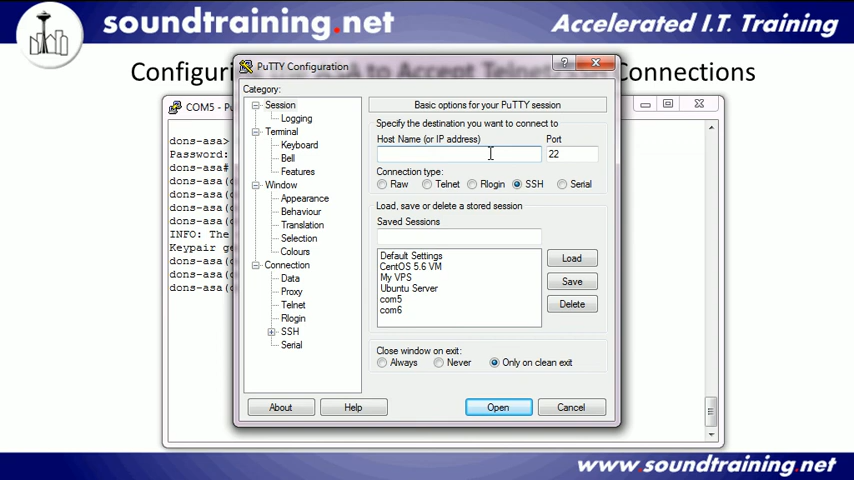 soundtraining.net
Accelerated I.T. Training
Connections
PuTTY Configuration
Category:
Session
Logging
Terminal
Keyboard
Bell
Features
Window
Appearance
Behaviour
Translation
Selection
Colours
Connection
Data
Proxy
Telnet
Rlogin
SSH
Serial
Basic options for your PuTTY session
Specify the destination you want to connect to
Host Name (or IP address) Port
22
Connection type:
Raw Telnet Rlogin SSH Serial
Load, save or delete a stored session
Saved Sessions
Default Settings
CentOS 5.6 VM
My VPS
Ubuntu Server
com5
com6
Load
Save
Delete
Close window on exit:
Always Never Only on clean exit
About Help Open Cancel
COM5 - Pu
dons-asa>
Password:
dons-asa#
dons-asa(
dons-asa(
dons-asa(
dons-asa(
INFO: The
Keypair ge
dons-asa(
dons-asa(
dons-asa(
www.soundtraining.net